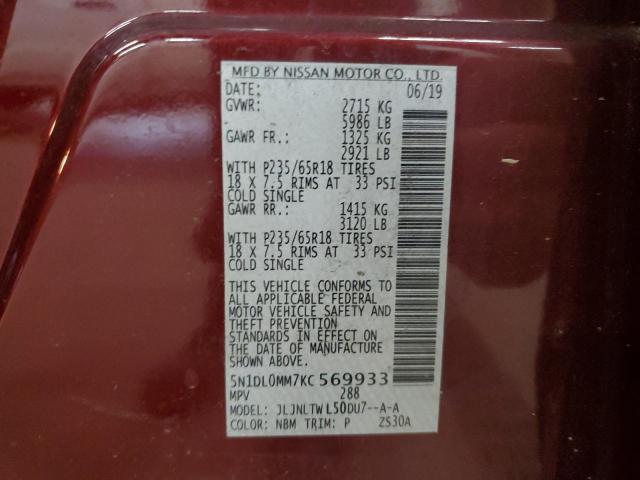 MFD BY NISSAN MOTOR CO., LTD.
DATE: 06/19
GVWR: 2715 KG
5986 LB
GAWR FR.: 1325 KG
2921 LB
WITH P235/65R18 TIRES
18 X 7.5 RIMS AT 33 PSI
COLD SINGLE
GAWR RR.: 1415 KG
3120 LB
WITH P235/65R18 TIRES
18 X 7.5 RIMS AT 33 PSI
COLD SINGLE
THIS VEHICLE CONFORMS TO
ALL APPLICABLE FEDERAL
MOTOR VEHICLE SAFETY AND
THEFT PREVENTION
STANDARDS IN EFFECT ON
THE DATE OF MANUFACTURE
SHOWN ABOVE.
5N1DL0MM7KC569933
MPV 288
MODEL: JLJNLTWL50DU7--A-A
COLOR: NBM TRIM: P ZS30A